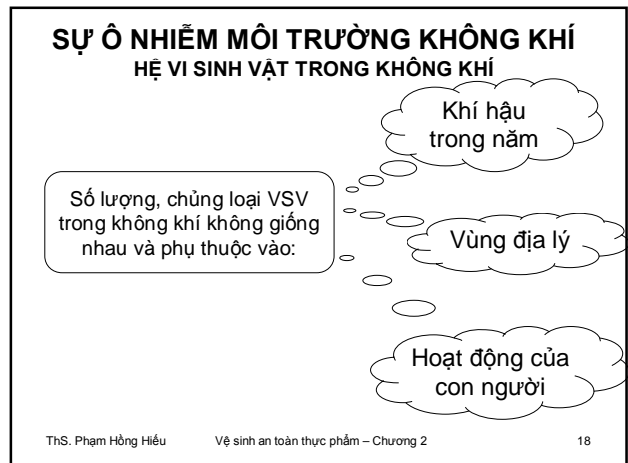 SỰ Ô NHIỄM MÔI TRƯỜNG KHÔNG KHÍ
HỆ VI SINH VẬT TRONG KHÔNG KHÍ
Khí hậu
trong năm
Số lượng, chủng loại VSV
trong không khí không giống
nhau và phụ thuộc vào:
Vùng địa lý
Hoạt động của
con người
ThS. Phạm Hồng Hiếu Vệ sinh an toàn thực phẩm – Chương 2 18